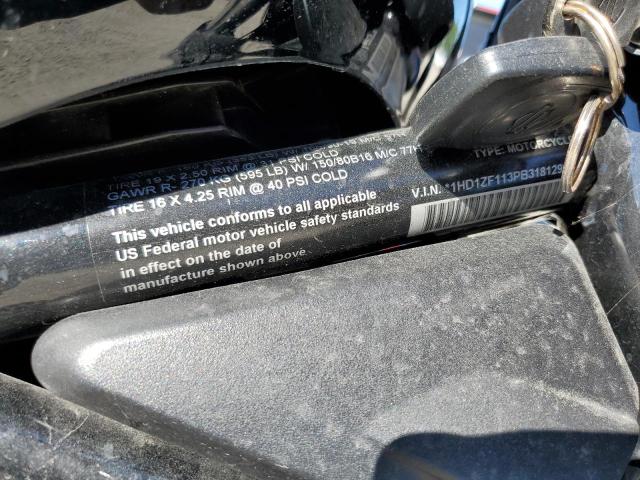 TIRE 19 X 2.50 RIM @ 31 PSI COLD
GAWR R- 270 KG (595 LB) W/ 150/80B16 M/C 77H
TIRE 16 X 4.25 RIM @ 40 PSI COLD
This vehicle conforms to all applicable
US Federal motor vehicle safety standards
in effect on the date of
manufacture shown above
TYPE: MOTORCYCLE
V.I.N. *1HD1ZF113PB318129